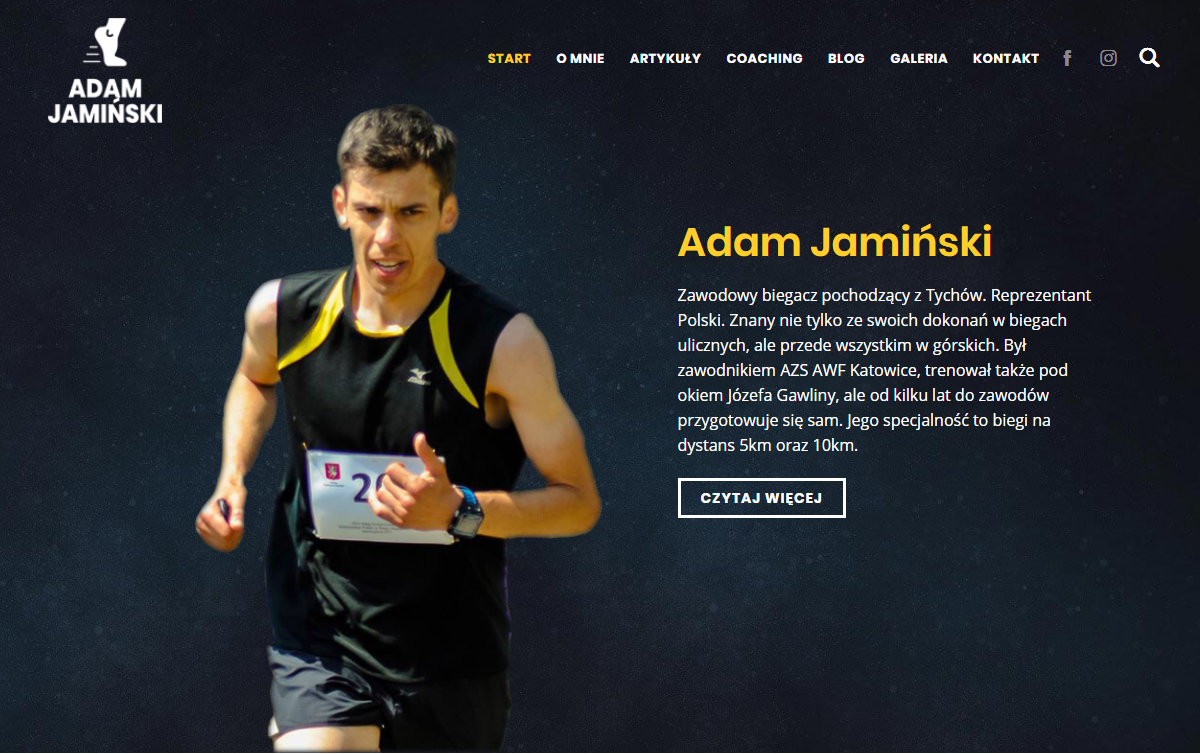 ADAM
JAMIŃSKI
START O MNIE ARTYKUŁY COACHING BLOG GALERIA KONTAKT
Adam Jamiński
Zawodowy biegacz pochodzący z Tychów. Reprezentant
Polski. Znany nie tylko ze swoich dokonań w biegach
ulicznych, ale przede wszystkim w górskich. Był
zawodnikiem AZS AWF Katowice, trenował także pod
okiem Józefa Gawliny, ale od kilku lat do zawodów
przygotowuje się sam. Jego specjalność to biegi na
dystans 5km oraz 10km.
CZYTAJ WIĘCEJ